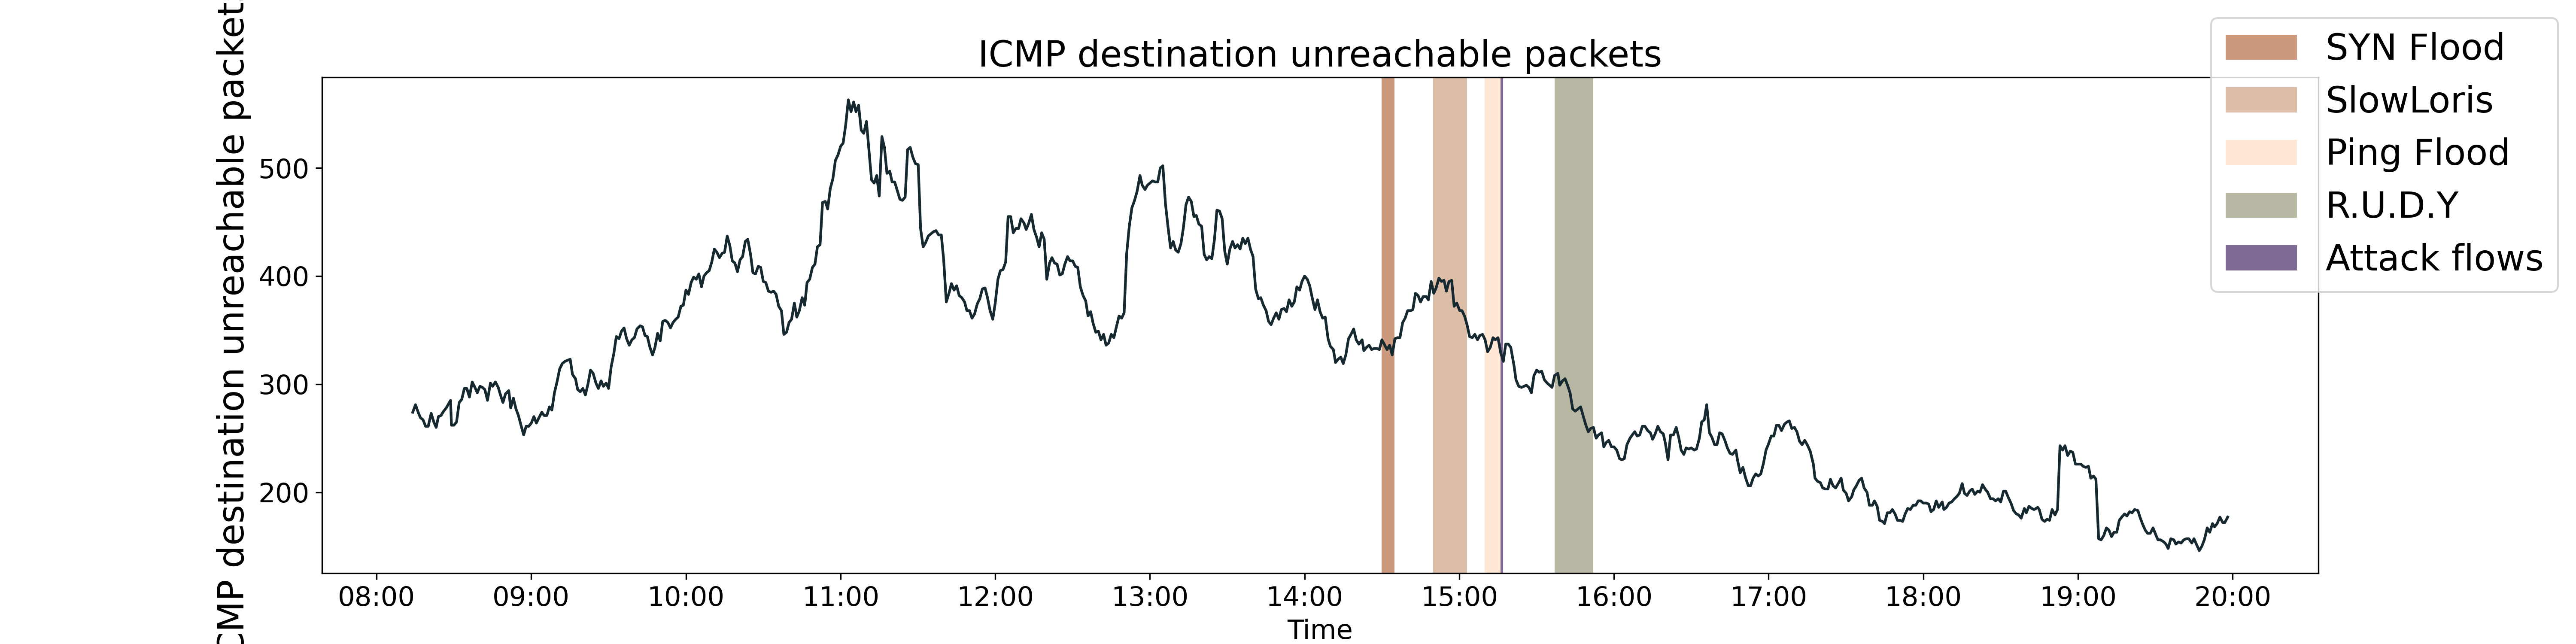 ICMP destination unreachable packets
CMP destination unreachable packet
500
400
300
200
08:00 09:00 10:00 11:00 12:00 13:00 14:00 15:00 16:00 17:00 18:00 19:00 20:00
Time
SYN Flood
SlowLoris
Ping Flood
R.U.D.Y
Attack flows